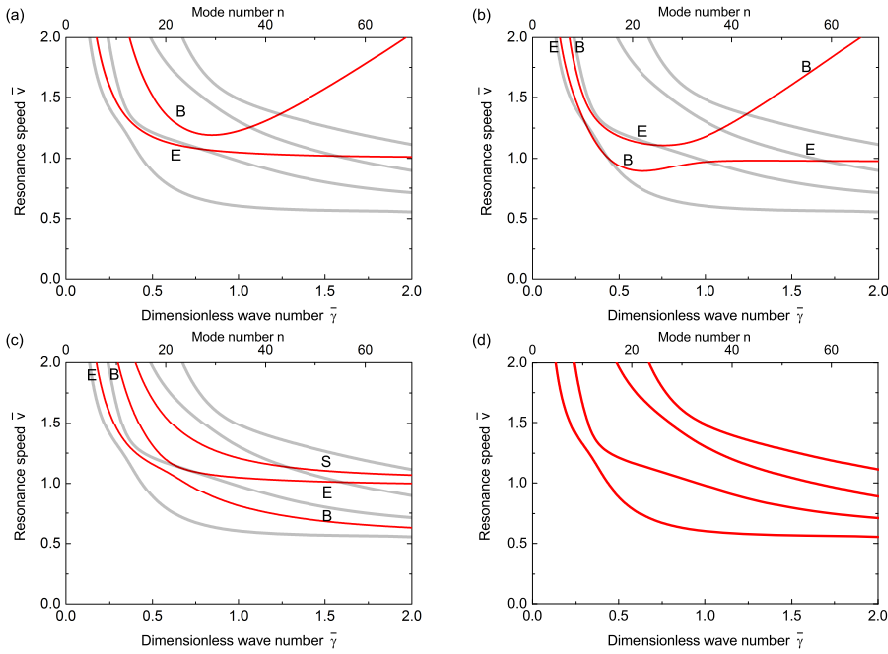 (a)
Mode number n
0 20 40 60
2.0
1.5
1.0
0.5
0.0
Resonance speed v̄
B
E
0.0 0.5 1.0 1.5 2.0
Dimensionless wave number γ̄
(b)
Mode number n
0 20 40 60
2.0
1.5
1.0
0.5
0.0
Resonance speed v̄
E B B
E E
B
0.0 0.5 1.0 1.5 2.0
Dimensionless wave number γ̄
(c)
Mode number n
0 20 40 60
2.0
1.5
1.0
0.5
0.0
Resonance speed v̄
E B
S
E
B
0.0 0.5 1.0 1.5 2.0
Dimensionless wave number γ̄
(d)
Mode number n
0 20 40 60
2.0
1.5
1.0
0.5
0.0
Resonance speed v̄
0.0 0.5 1.0 1.5 2.0
Dimensionless wave number γ̄